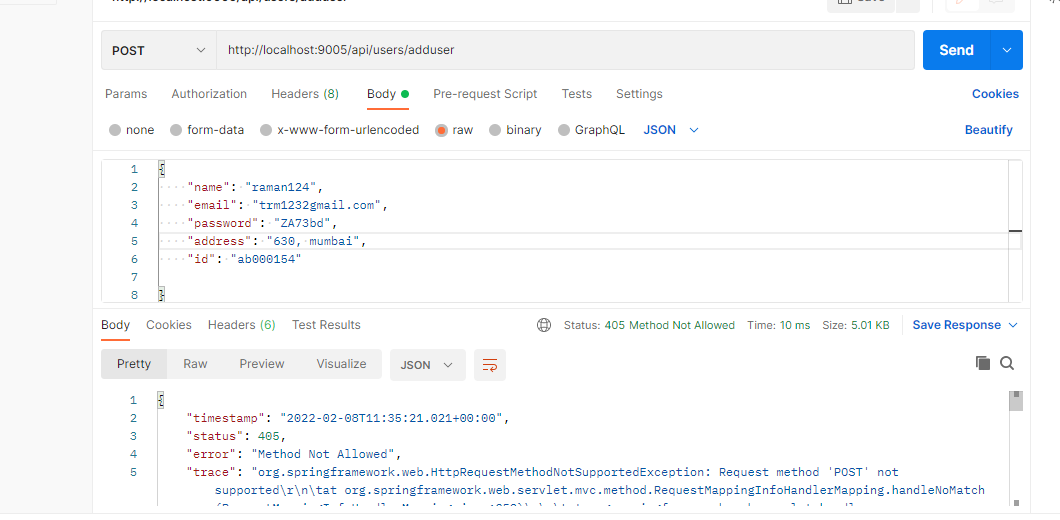 POST http://localhost:9005/api/users/adduser Send
Params Authorization Headers (8) Body Pre-request Script Tests Settings Cookies
none form-data x-www-form-urlencoded raw binary GraphQL JSON Beautify
1 {
2 "name": "raman124",
3 "email": "trm1232gmail.com",
4 "password": "ZA73bd",
5 "address": "630, mumbai",
6 "id": "ab000154"
7
8 }
Body Cookies Headers (6) Test Results Status: 405 Method Not Allowed Time: 10 ms Size: 5.01 KB Save Response
Pretty Raw Preview Visualize JSON
1 {
2 "timestamp": "2022-02-08T11:35:21.021+00:00",
3 "status": 405,
4 "error": "Method Not Allowed",
5 "trace": "org.springframework.web.HttpRequestMethodNotSupportedException: Request method 'POST' not
supported\r\n\tat org.springframework.web.servlet.mvc.method.RequestMappingInfoHandlerMapping.handleNoMatch